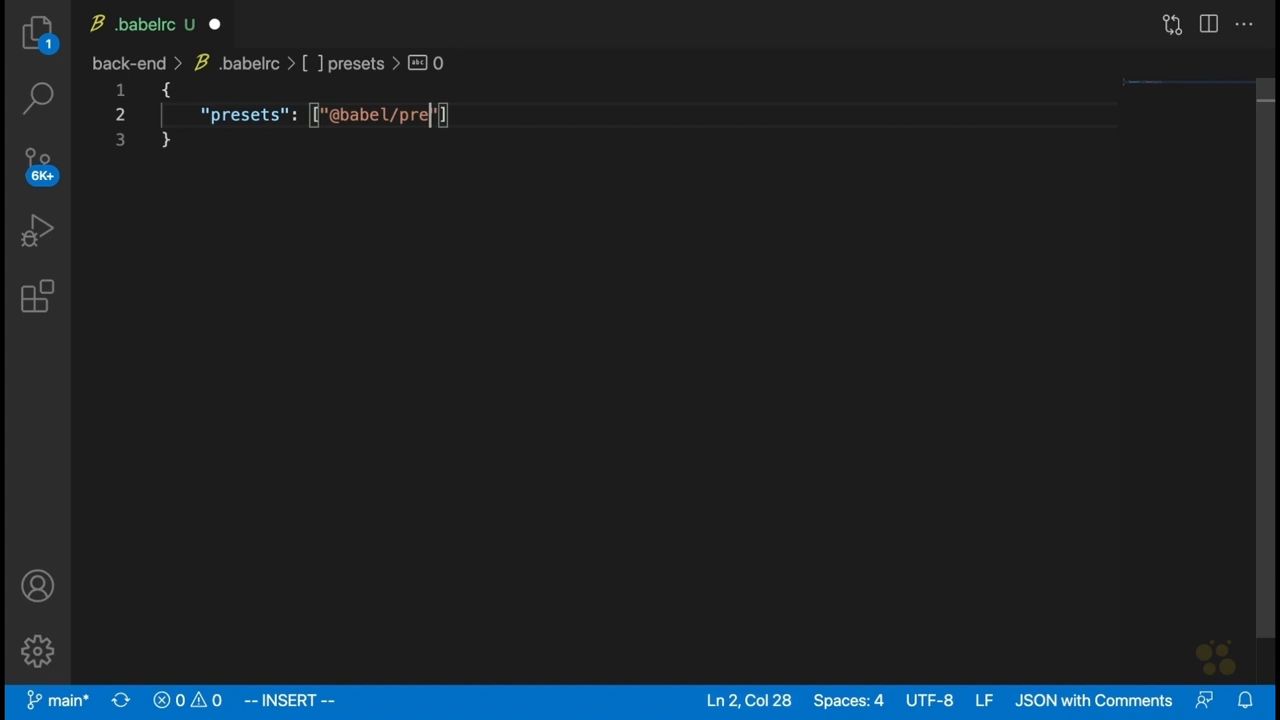 .babelrc U
1
back-end > .babelrc > [ ] presets > abc 0
1 {
2 "presets": ["@babel/pre"]
3 }
6K+
main* 0 0 -- INSERT -- Ln 2, Col 28 Spaces: 4 UTF-8 LF JSON with Comments